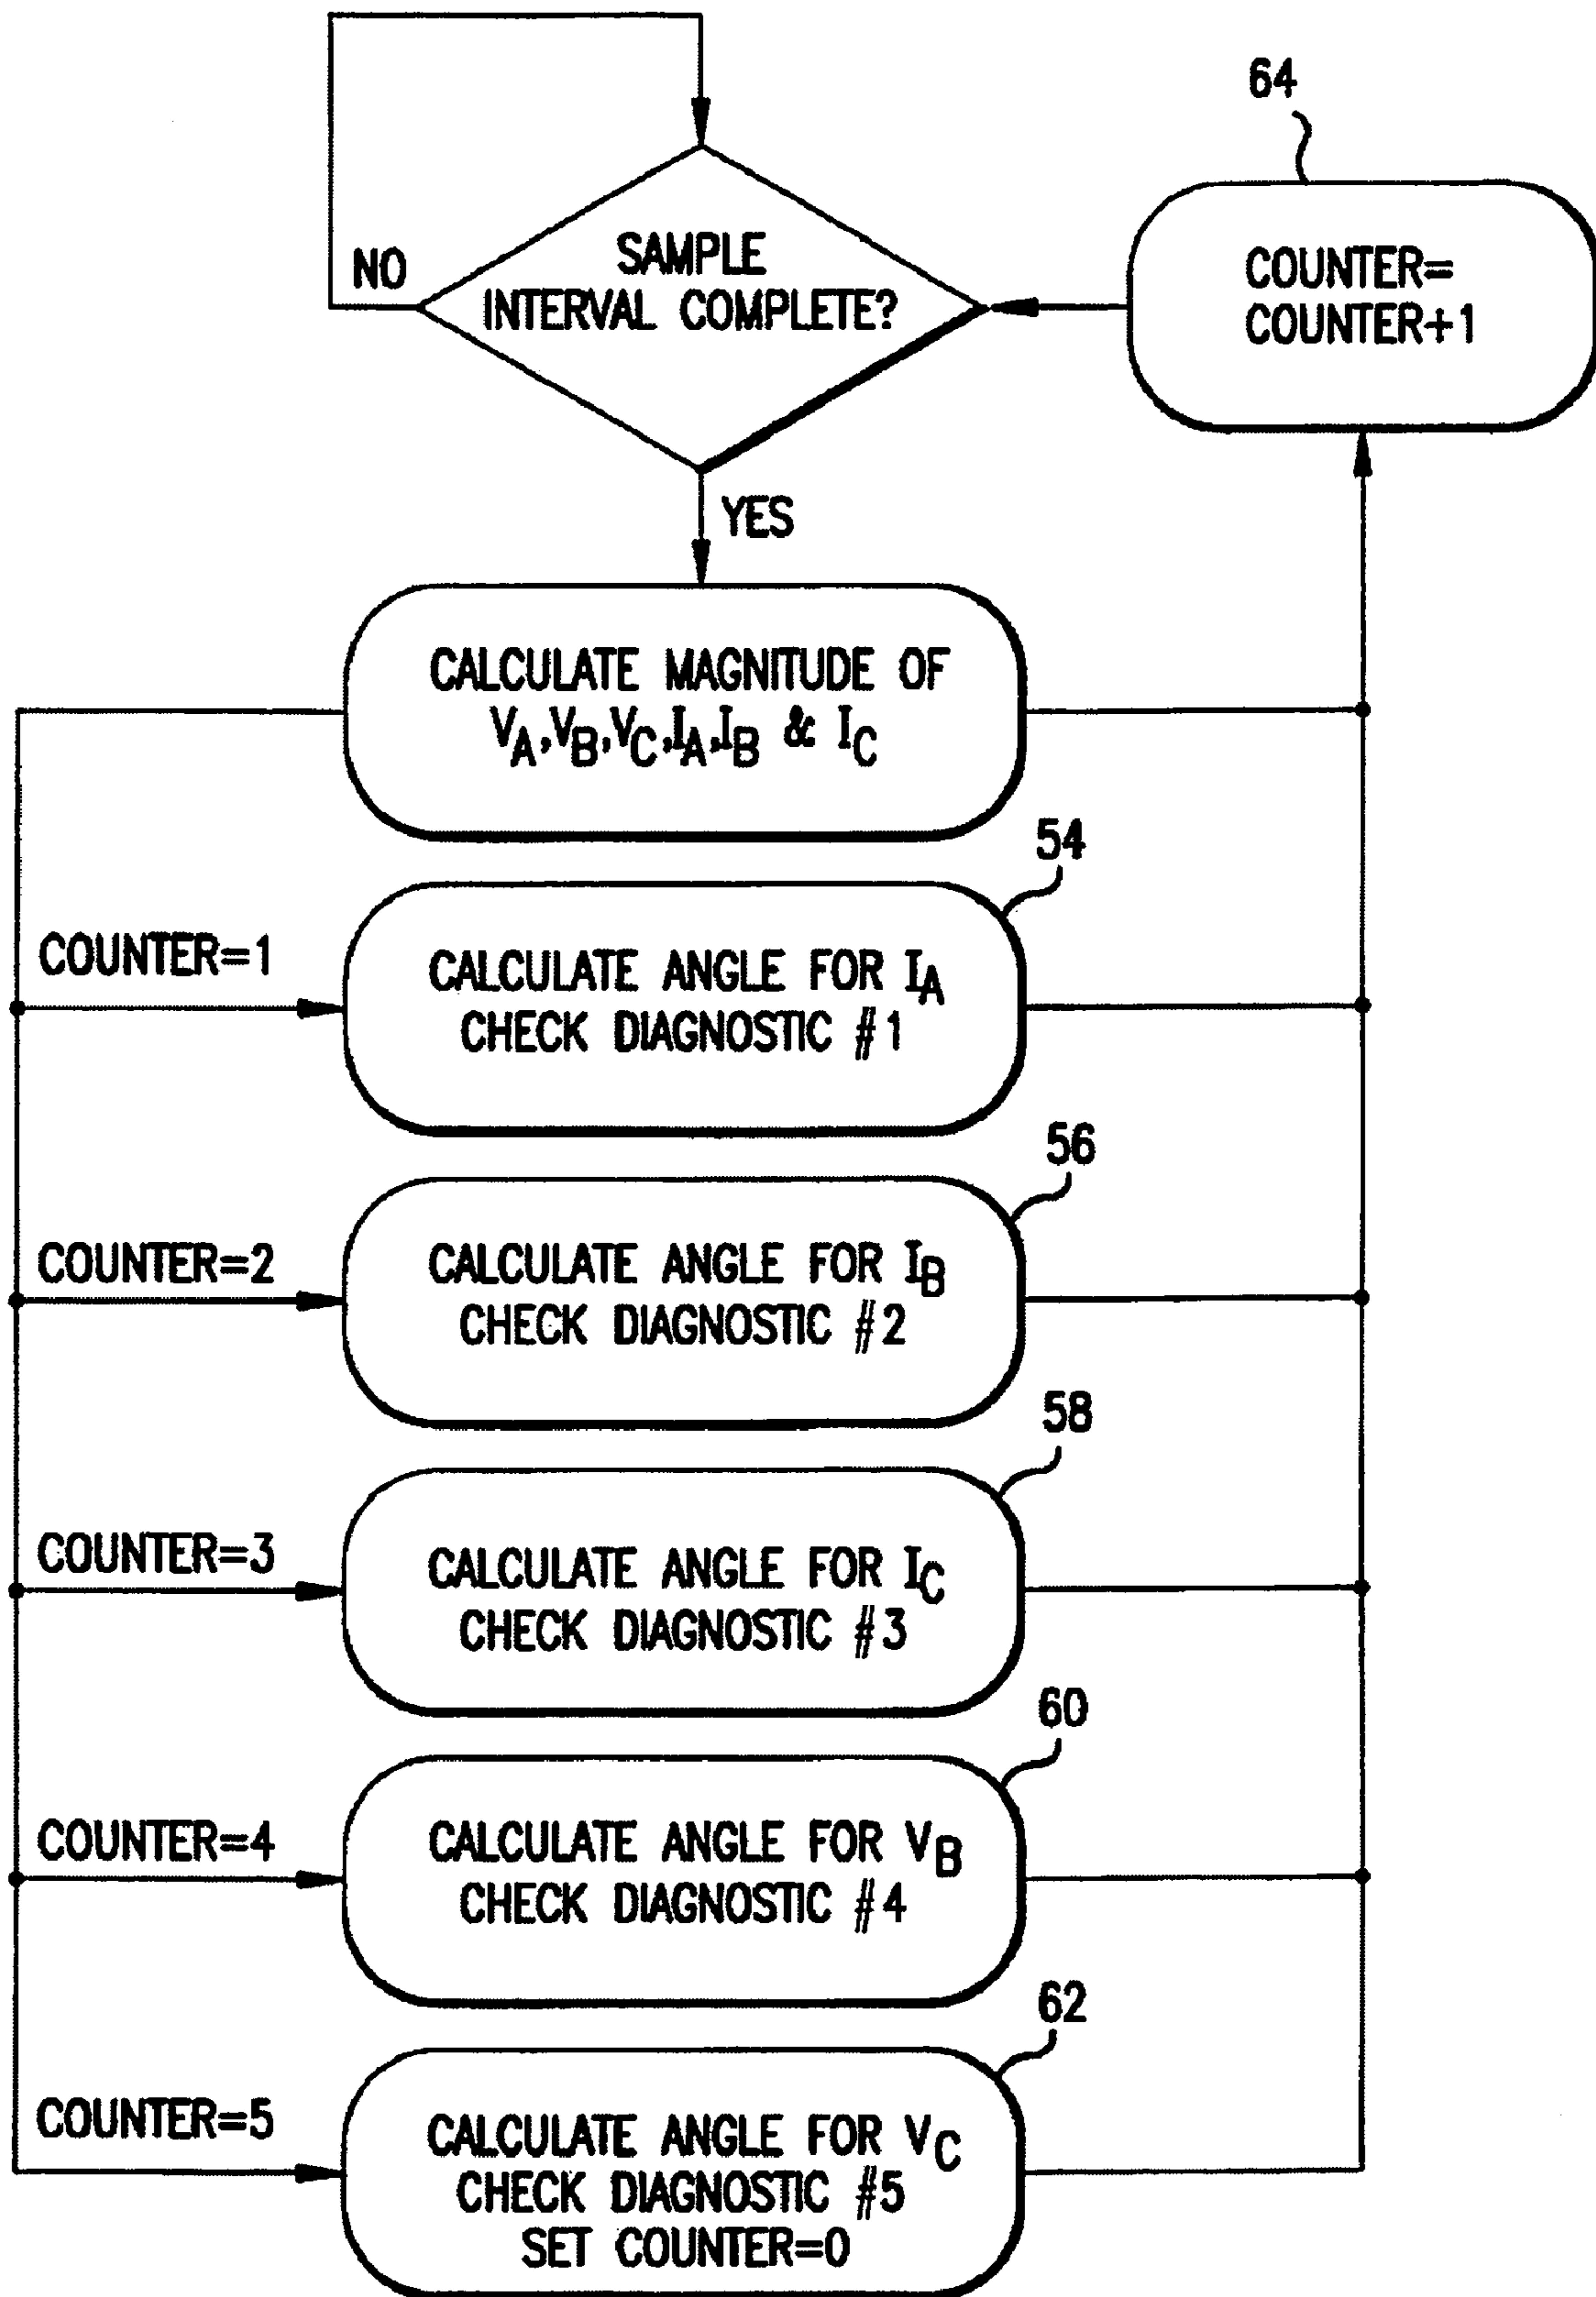 64
SAMPLE
INTERVAL COMPLETE?
NO
COUNTER=
COUNTER+1
YES
CALCULATE MAGNITUDE OF
VA,VB,VC,IA,IB & IC
54
COUNTER=1
CALCULATE ANGLE FOR IA
CHECK DIAGNOSTIC #1
56
COUNTER=2
CALCULATE ANGLE FOR IB
CHECK DIAGNOSTIC #2
58
COUNTER=3
CALCULATE ANGLE FOR IC
CHECK DIAGNOSTIC #3
60
COUNTER=4
CALCULATE ANGLE FOR VB
CHECK DIAGNOSTIC #4
62
COUNTER=5
CALCULATE ANGLE FOR VC
CHECK DIAGNOSTIC #5
SET COUNTER=0